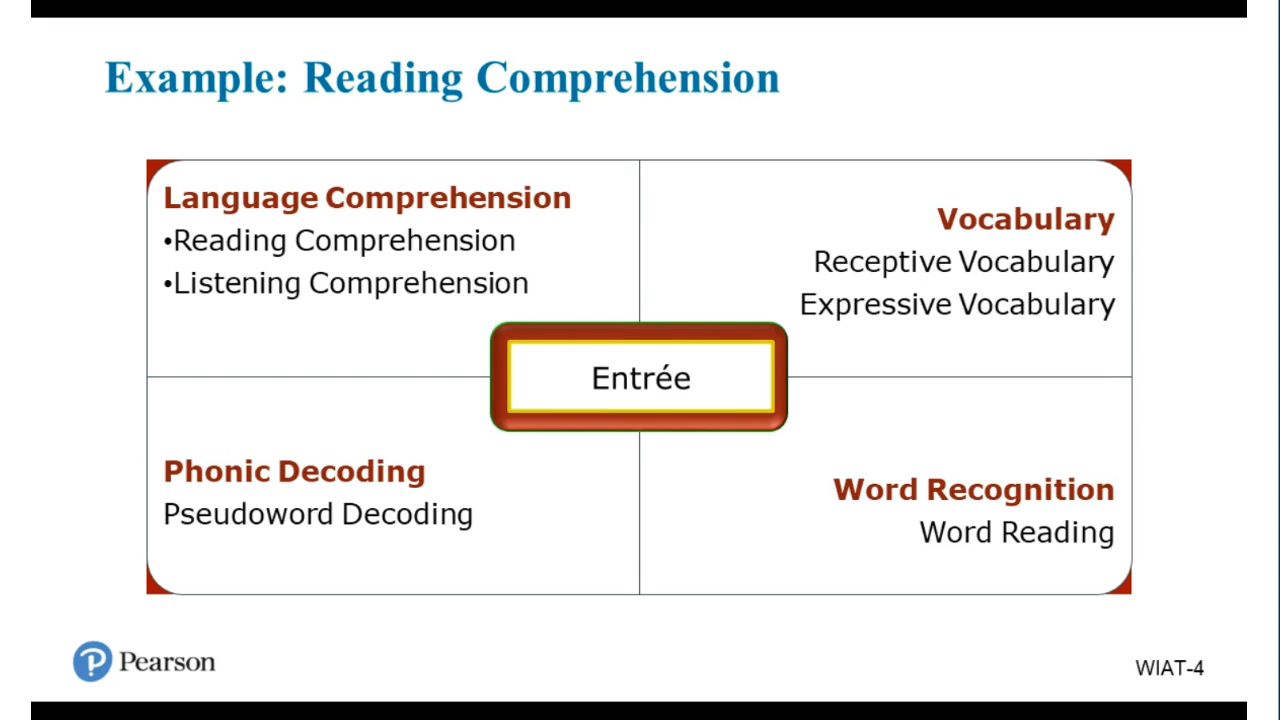 Example: Reading Comprehension
Language Comprehension
•Reading Comprehension
•Listening Comprehension
Vocabulary
Receptive Vocabulary
Expressive Vocabulary
Entrée
Phonic Decoding
Pseudoword Decoding
Word Recognition
Word Reading
Pearson
WIAT-4